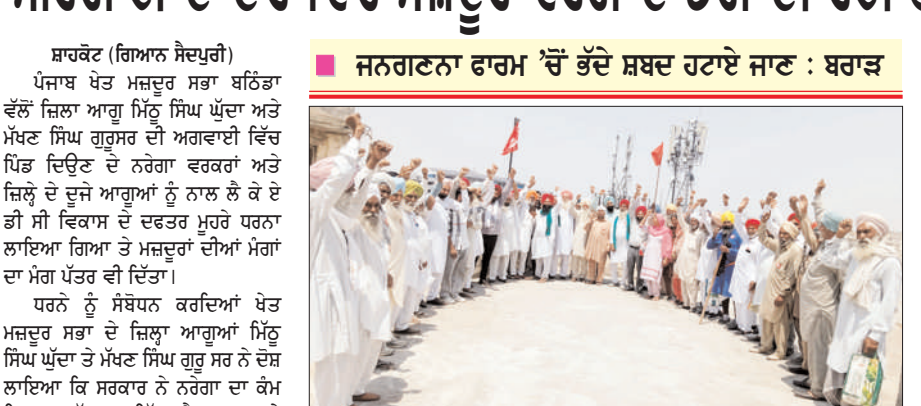 ਜਨਗਣਨਾ ਫਾਰਮ ’ਚੋਂ ਭੱਦੇ ਸ਼ਬਦ ਹਟਾਏ ਜਾਣ : ਬਰਾੜ
ਸ਼ਾਹਕੋਟ (ਗਿਆਨ ਸੈਦਪੁਰੀ)
ਪੰਜਾਬ ਖੇਤ ਮਜ਼ਦੂਰ ਸਭਾ ਬਠਿੰਡਾ
ਵੱਲੋਂ ਜ਼ਿਲਾ ਆਗੂ ਮਿੱਠੂ ਸਿੰਘ ਘੁੱਦਾ ਅਤੇ
ਮੱਖਣ ਸਿੰਘ ਗੁਰੂਸਰ ਦੀ ਅਗਵਾਈ ਵਿੱਚ
ਪਿੰਡ ਦਿਉਣ ਦੇ ਨਰੇਗਾ ਵਰਕਰਾਂ ਅਤੇ
ਜ਼ਿਲ੍ਹੇ ਦੇ ਦੂਜੇ ਆਗੂਆਂ ਨੂੰ ਨਾਲ ਲੈ ਕੇ ਏ
ਡੀ ਸੀ ਵਿਕਾਸ ਦੇ ਦਫਤਰ ਮੂਹਰੇ ਧਰਨਾ
ਲਾਇਆ ਗਿਆ ਤੇ ਮਜ਼ਦੂਰਾਂ ਦੀਆਂ ਮੰਗਾਂ
ਦਾ ਮੰਗ ਪੱਤਰ ਵੀ ਦਿੱਤਾ।
ਧਰਨੇ ਨੂੰ ਸੰਬੋਧਨ ਕਰਦਿਆਂ ਖੇਤ
ਮਜ਼ਦੂਰ ਸਭਾ ਦੇ ਜ਼ਿਲ੍ਹਾ ਆਗੂਆਂ ਮਿੱਠੂ
ਸਿੰਘ ਘੁੱਦਾ ਤੇ ਮੱਖਣ ਸਿੰਘ ਗੁਰੂ ਸਰ ਨੇ ਦੋਸ਼
ਲਾਇਆ ਕਿ ਸਰਕਾਰ ਨੇ ਨਰੇਗਾ ਦਾ ਕੰਮ